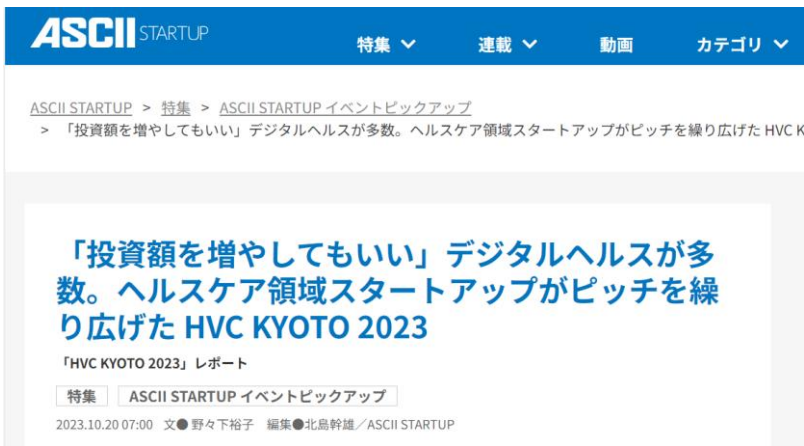 ASCII STARTUP
特集 連載 動画 カテゴリ
ASCII STARTUP > 特集 > ASCII STARTUP イベントピックアップ
> 「投資額を増やしてもいい」デジタルヘルスが多数。ヘルスケア領域スタートアップがピッチを繰り広げた HVC K
「投資額を増やしてもいい」デジタルヘルスが多
数。ヘルスケア領域スタートアップがピッチを繰
り広げた HVC KYOTO 2023
「HVC KYOTO 2023」レポート
特集 ASCII STARTUP イベントピックアップ
2023.10.20 07:00 文● 野々下裕子 編集●北島幹雄／ASCII STARTUP